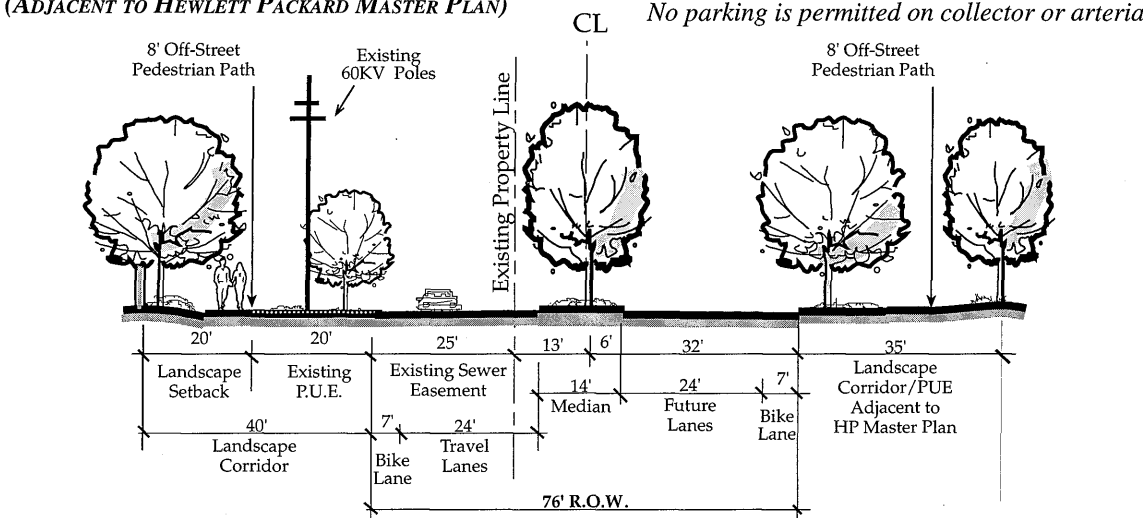 (ADJACENT TO HEWLETT PACKARD MASTER PLAN)
No parking is permitted on collector or arteria
CL
8' Off-Street
Pedestrian Path
Existing
60KV Poles
Existing Property Line
8' Off-Street
Pedestrian Path
20'
20'
25'
13'
6'
32'
35'
Landscape
Setback
Existing
P.U.E.
Existing Sewer
Easement
14'
Median
24'
Future
Lanes
7'
Bike
Lane
Landscape
Corridor/PUE
Adjacent to
HP Master Plan
40'
Landscape
Corridor
7'
Bike
Lane
24'
Travel
Lanes
76' R.O.W.